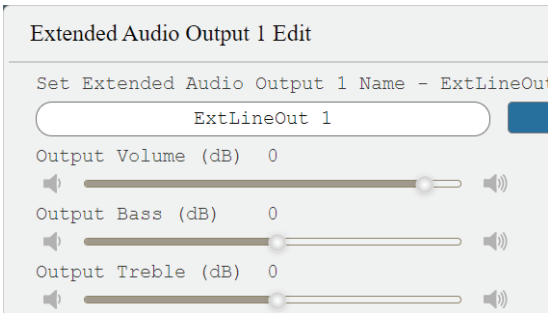 Extended Audio Output 1 Edit
Set Extended Audio Output 1 Name - ExtLineOut
ExtLineOut 1
Output Volume (dB) 0
Output Bass (dB) 0
Output Treble (dB) 0